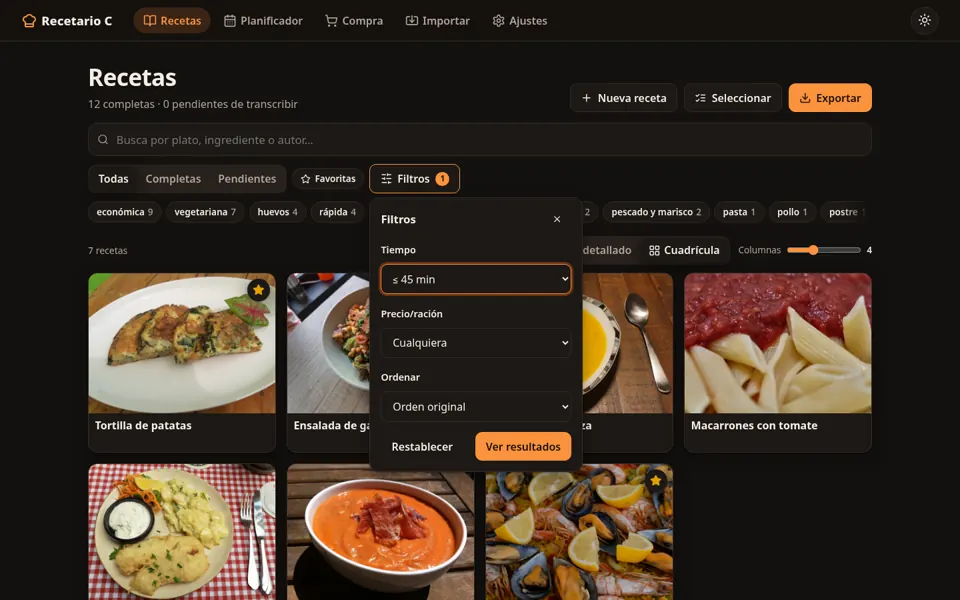 Recetario C
Recetas
Planificador
Compra
Importar
Ajustes
Recetas
12 completas · 0 pendientes de transcribir
Nueva receta
Seleccionar
Exportar
Busca por plato, ingrediente o autor...
Todas
Completas
Pendientes
Favoritas
Filtros 1
económica 9
vegetariana 7
huevos 4
rápida 4
2
pescado y marisco 2
pasta 1
pollo 1
postre 1
Filtros
Tiempo
≤ 45 min
Precio/ración
Cualquiera
Ordenar
Orden original
Restablecer
Ver resultados
7 recetas
detallado
Cuadrícula
Columnas
4
Tortilla de patatas
Ensalada de ga
za
Macarrones con tomate